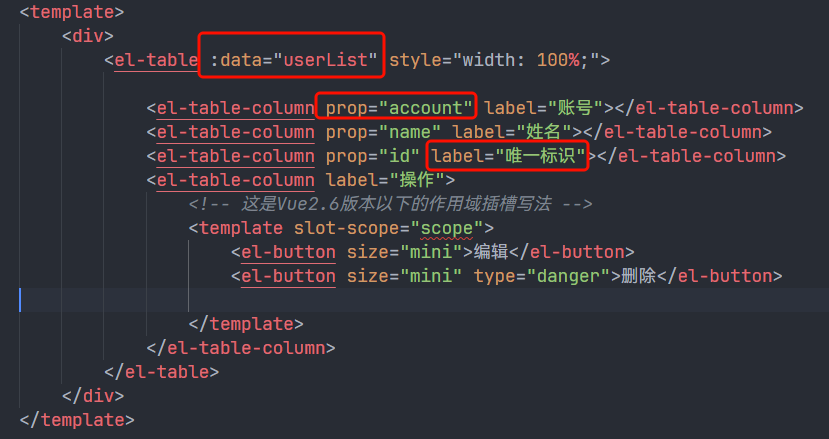 <template>
<div>
<el-table :data="userList" style="width: 100%;">
<el-table-column prop="account" label="账号"></el-table-column>
<el-table-column prop="name" label="姓名"></el-table-column>
<el-table-column prop="id" label="唯一标识"></el-table-column>
<el-table-column label="操作">
<!-- 这是Vue2.6版本以下的作用域插槽写法 -->
<template slot-scope="scope">
<el-button size="mini">编辑</el-button>
<el-button size="mini" type="danger">删除</el-button>
</template>
</el-table-column>
</el-table>
</div>
</template>